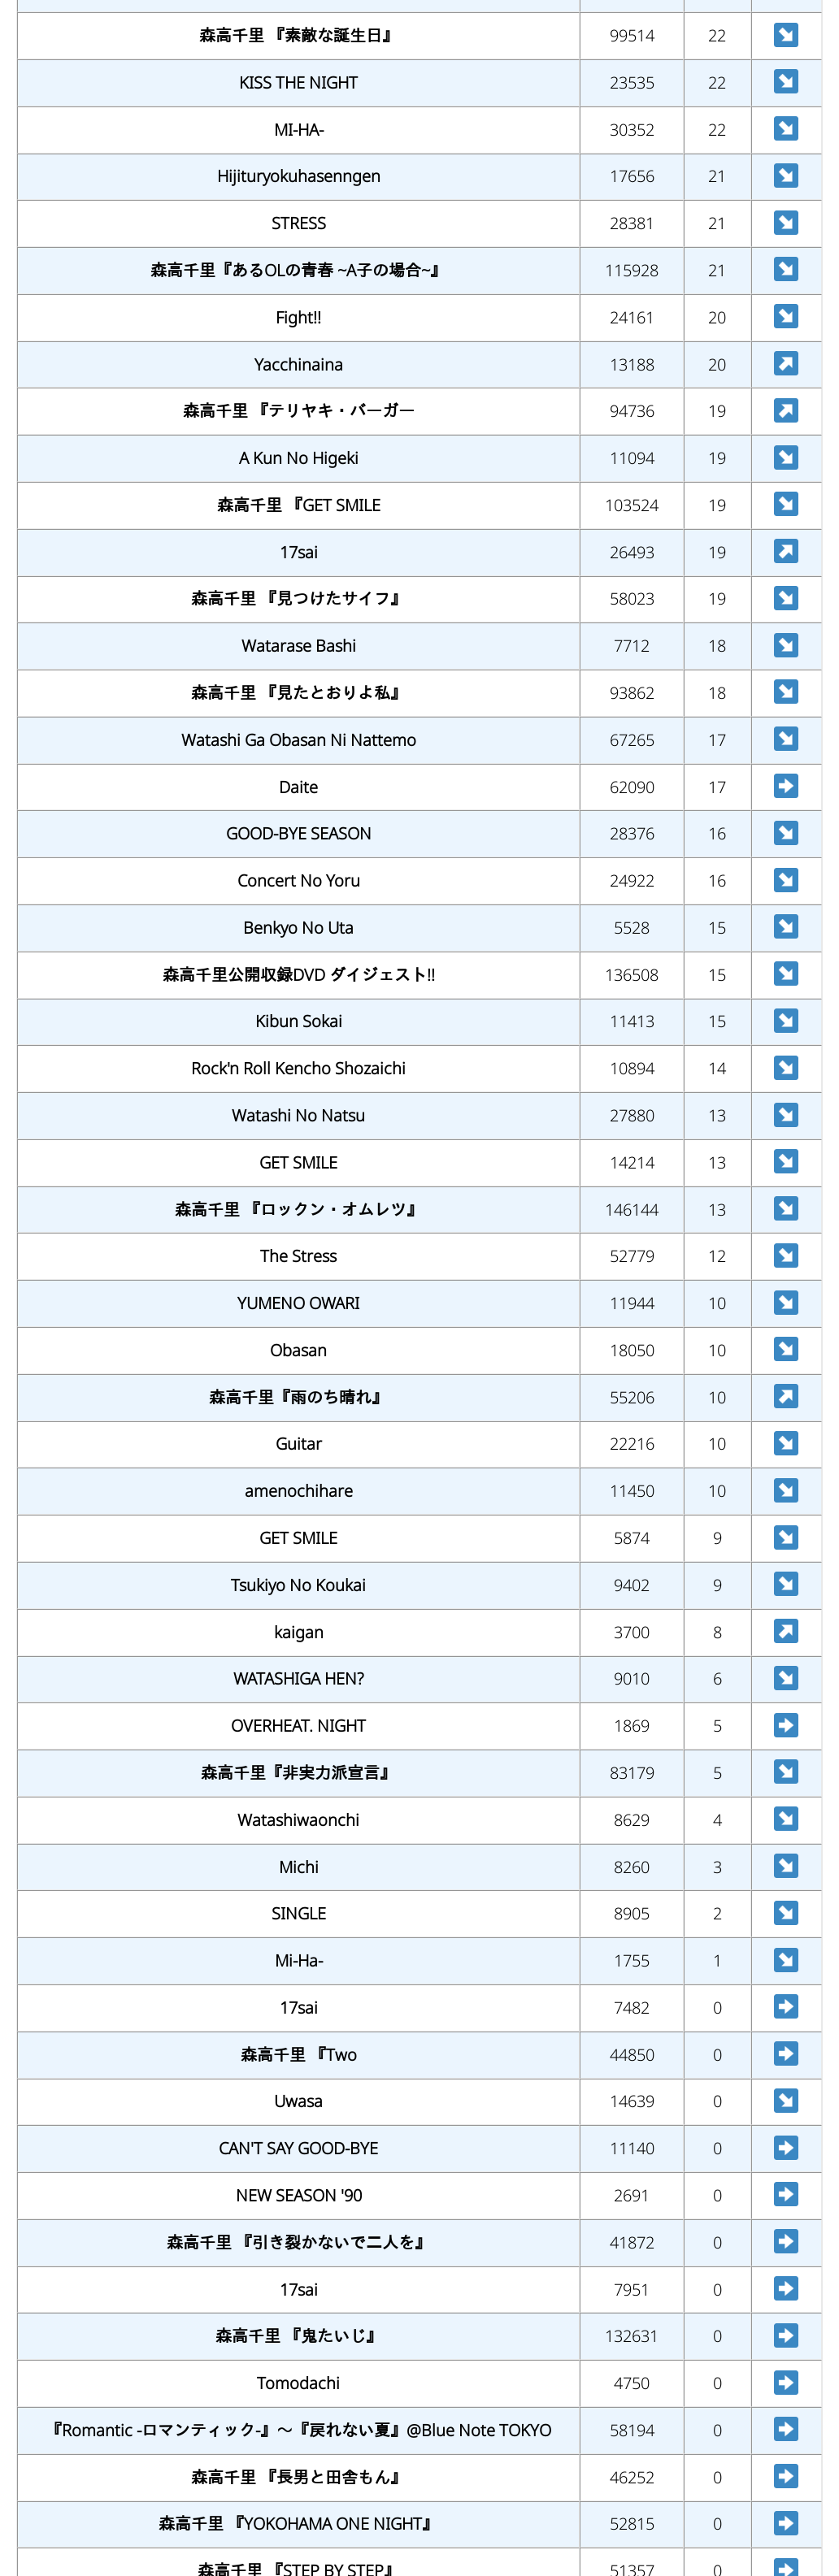 森高千里 『素敵な誕生日』 99514 22 ↘
KISS THE NIGHT 23535 22 ↘
MI-HA- 30352 22 ↘
Hijituryokuhasenngen 17656 21 ↘
STRESS 28381 21 ↘
森高千里『あるOLの青春 ~A子の場合~』 115928 21 ↘
Fight!! 24161 20 ↘
Yacchinaina 13188 20 ↗
森高千里 『テリヤキ・バーガー 94736 19 ↗
A Kun No Higeki 11094 19 ↘
森高千里 『GET SMILE 103524 19 ↘
17sai 26493 19 ↗
森高千里 『見つけたサイフ』 58023 19 ↘
Watarase Bashi 7712 18 ↘
森高千里 『見たとおりよ私』 93862 18 ↘
Watashi Ga Obasan Ni Nattemo 67265 17 ↘
Daite 62090 17 ➡
GOOD-BYE SEASON 28376 16 ↘
Concert No Yoru 24922 16 ↘
Benkyo No Uta 5528 15 ↘
森高千里公開収録DVD ダイジェスト!! 136508 15 ↘
Kibun Sokai 11413 15 ↘
Rock'n Roll Kencho Shozaichi 10894 14 ↘
Watashi No Natsu 27880 13 ↘
GET SMILE 14214 13 ↘
森高千里 『ロックン・オムレツ』 146144 13 ↘
The Stress 52779 12 ↘
YUMENO OWARI 11944 10 ↘
Obasan 18050 10 ↘
森高千里『雨のち晴れ』 55206 10 ↗
Guitar 22216 10 ↘
amenochihare 11450 10 ↘
GET SMILE 5874 9 ↘
Tsukiyo No Koukai 9402 9 ↘
kaigan 3700 8 ↗
WATASHIGA HEN? 9010 6 ↘
OVERHEAT. NIGHT 1869 5 ➡
森高千里『非実力派宣言』 83179 5 ↘
Watashiwaonchi 8629 4 ↘
Michi 8260 3 ↘
SINGLE 8905 2 ↘
Mi-Ha- 1755 1 ↘
17sai 7482 0 ➡
森高千里 『Two 44850 0 ➡
Uwasa 14639 0 ↘
CAN'T SAY GOOD-BYE 11140 0 ➡
NEW SEASON '90 2691 0 ➡
森高千里 『引き裂かないで二人を』 41872 0 ➡
17sai 7951 0 ➡
森高千里 『鬼たいじ』 132631 0 ➡
Tomodachi 4750 0 ➡
『Romantic -ロマンティック-』～『戻れない夏』@Blue Note TOKYO 58194 0 ➡
森高千里 『長男と田舎もん』 46252 0 ➡
森高千里 『YOKOHAMA ONE NIGHT』 52815 0 ➡
森高千里 『STEP BY STEP』 51357 0 ➡